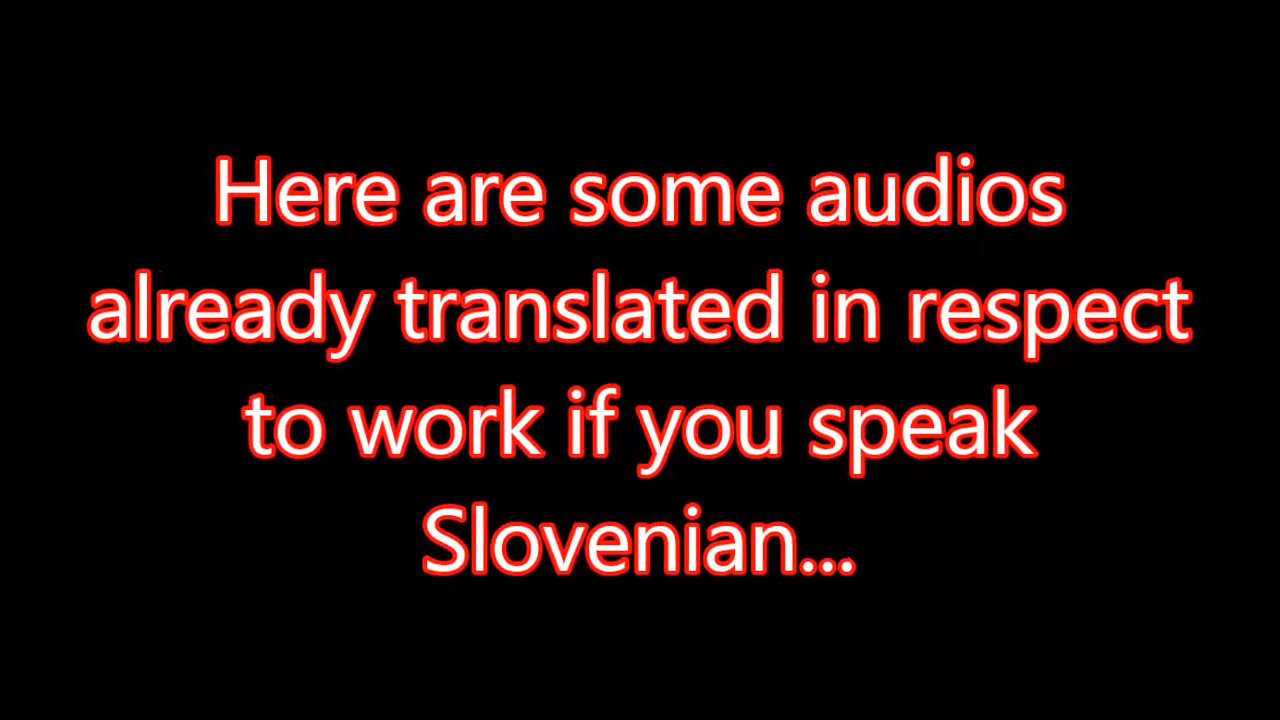 Here are some audios
already translated in respect
to work if you speak
Slovenian...